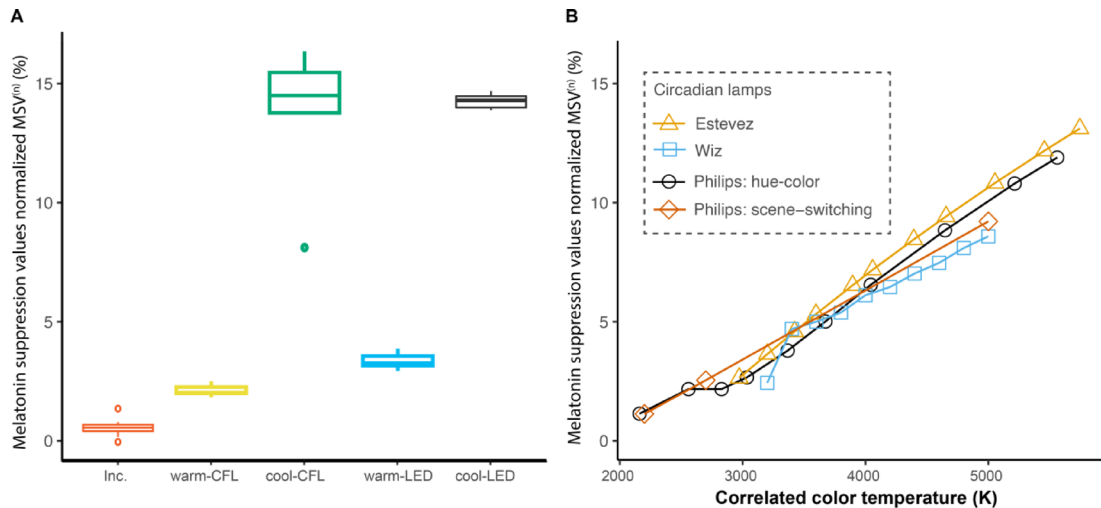 A
Melatonin suppression values normalized MSV⁽ⁿ⁾ (%)
15
10
5
0
Inc.
warm-CFL
cool-CFL
warm-LED
cool-LED
B
Melatonin suppression values normalized MSV⁽ⁿ⁾ (%)
15
10
5
0
Circadian lamps
Estevez
Wiz
Philips: hue-color
Philips: scene-switching
2000
3000
4000
5000
Correlated color temperature (K)